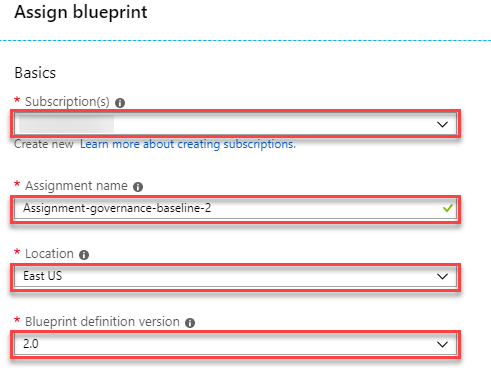 Assign blueprint
Basics
* Subscription(s)
Create new Learn more about creating subscriptions.
* Assignment name
Assignment-governance-baseline-2
* Location
East US
* Blueprint definition version
2.0